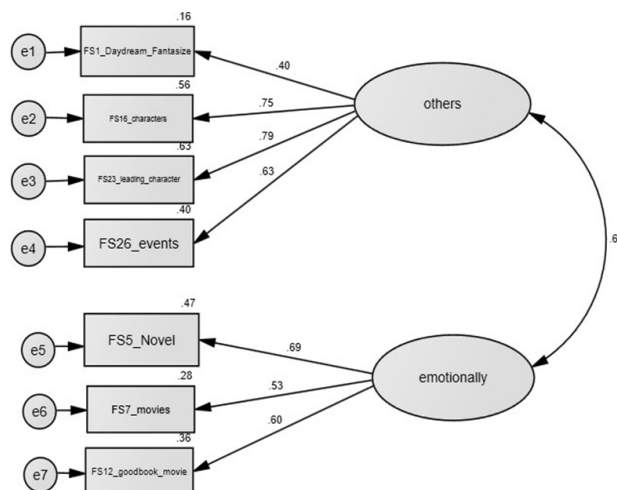 .16
e1
FS1_Daydream_Fantasize
.40
.56
e2
FS16_characters
.75
others
.63
e3
FS23_leading_character
.79
.40
e4
FS26_events
.63
.6
.47
e5
FS5_Novel
.69
.28
e6
FS7_movies
.53
emotionally
.36
e7
FS12_goodbook_movie
.60